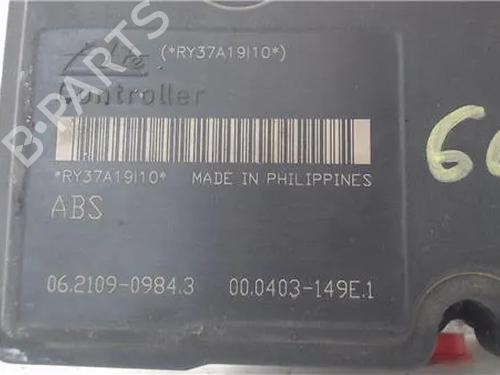 (*RY37A19I10*)
Controller
*RY37A19I10* MADE IN PHILIPPINES
ABS
06.2109-0984.3 00.0403-149E.1
B-PARTS